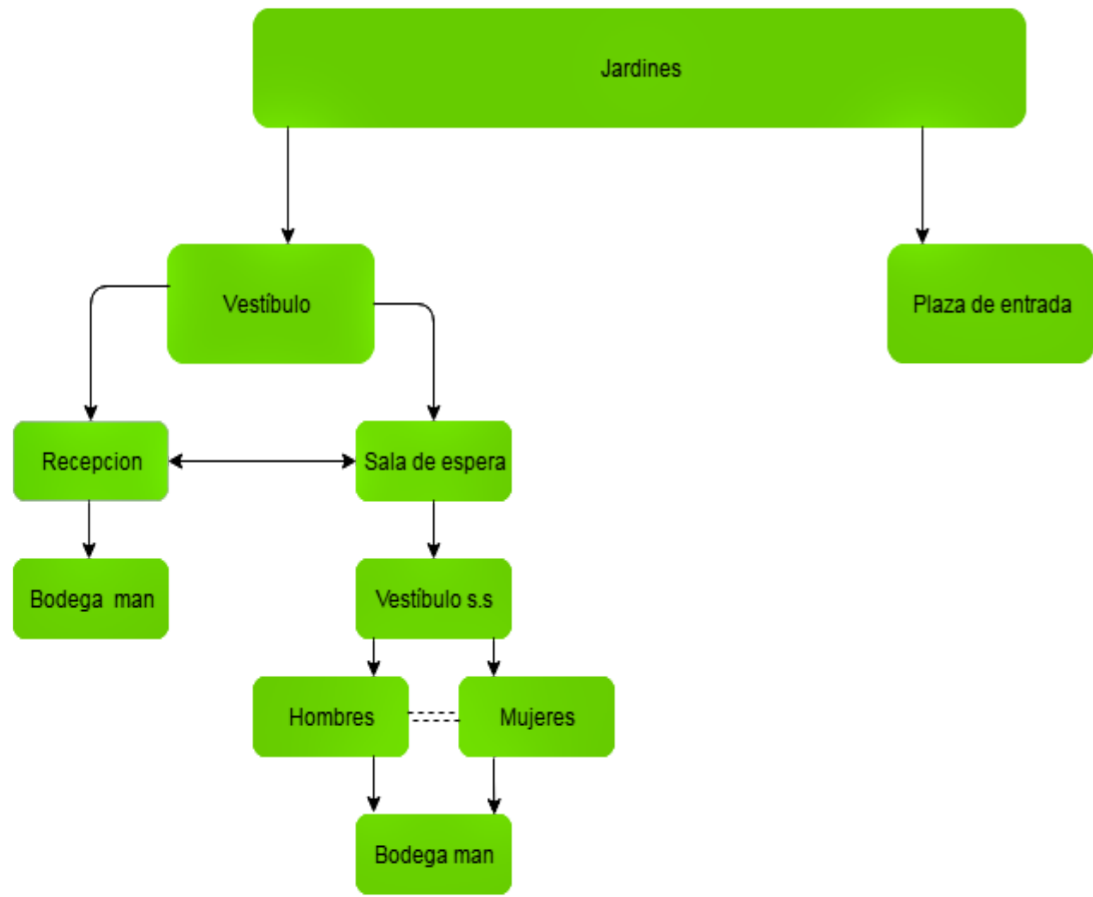 Jardines
Vestíbulo
Plaza de entrada
Recepcion
Sala de espera
Bodega man
Vestíbulo s.s
Hombres
Mujeres
Bodega man